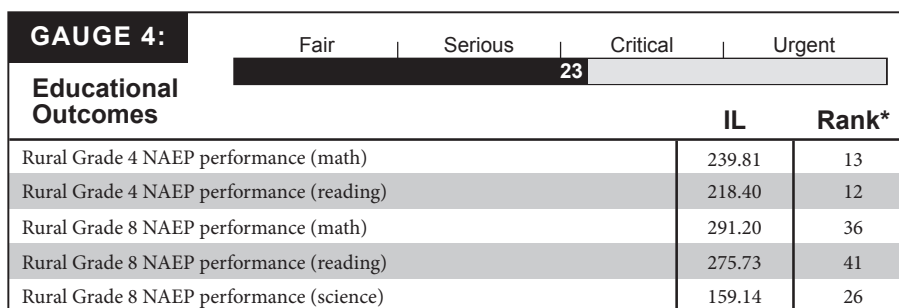 GAUGE 4:
Fair Serious Critical Urgent
23
Educational
Outcomes
IL Rank*
Rural Grade 4 NAEP performance (math) 239.81 13
Rural Grade 4 NAEP performance (reading) 218.40 12
Rural Grade 8 NAEP performance (math) 291.20 36
Rural Grade 8 NAEP performance (reading) 275.73 41
Rural Grade 8 NAEP performance (science) 159.14 26